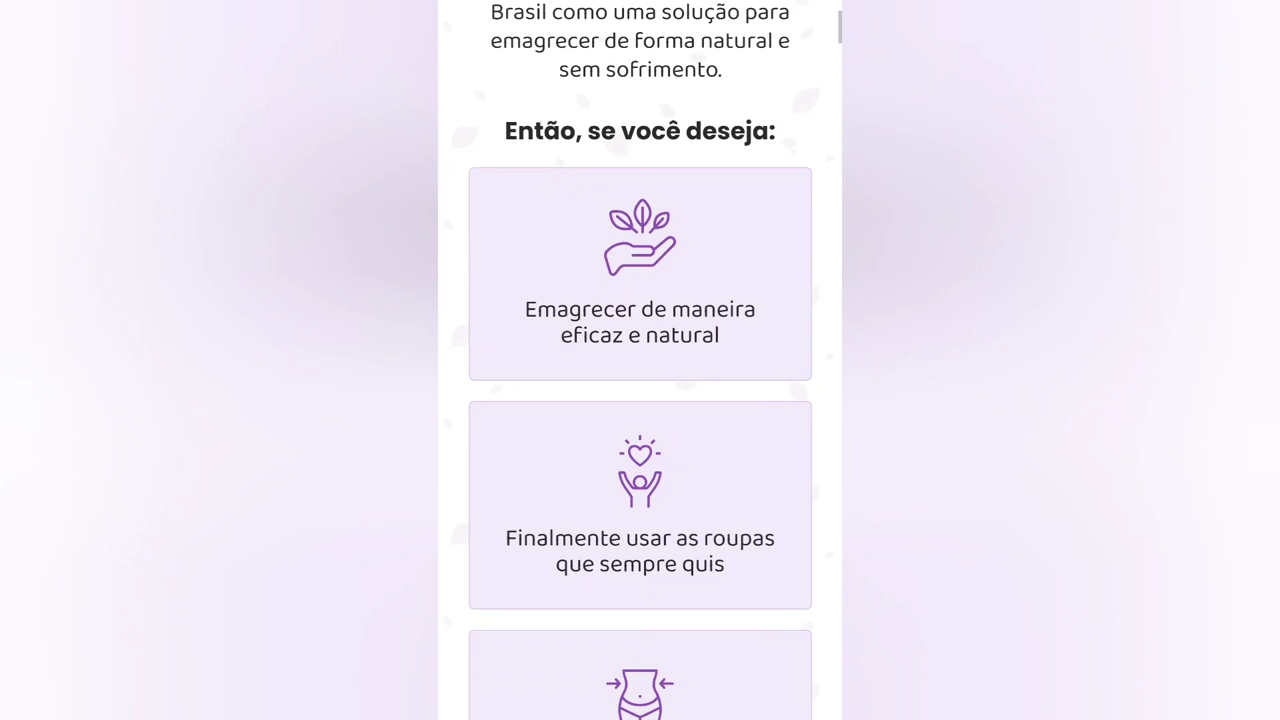 Brasil como uma solução para
emagrecer de forma natural e
sem sofrimento.
Então, se você deseja:
Emagrecer de maneira
eficaz e natural
Finalmente usar as roupas
que sempre quis